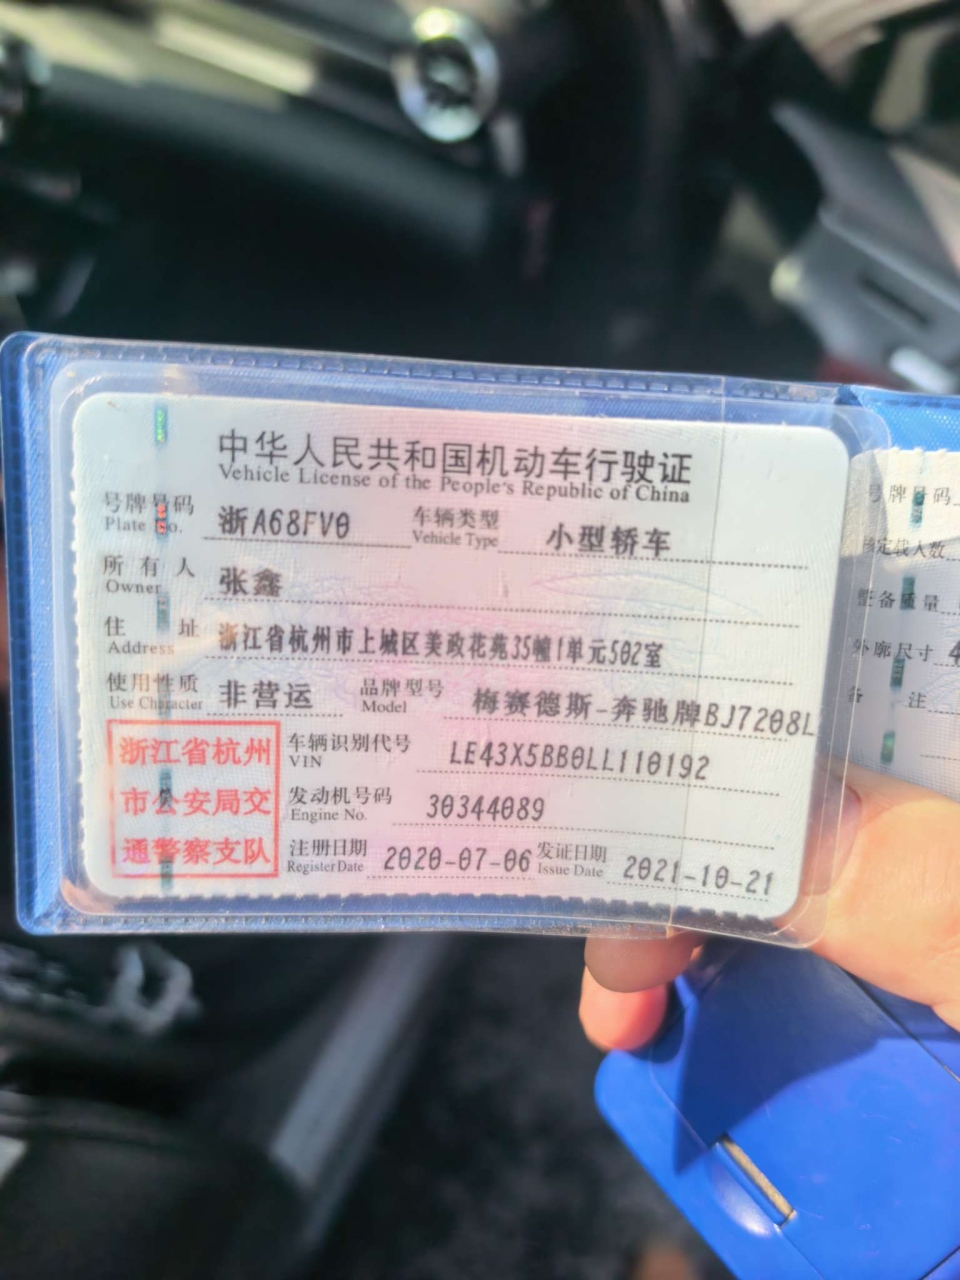 中华人民共和国机动车行驶证
Vehicle License of the People's Republic of China
号牌号码 浙A68FV0 车辆类型 小型轿车
Plate No. Vehicle Type
所有人 张鑫
Owner
住址 浙江省杭州市上城区美政花苑35幢1单元502室
Address
使用性质 非营运 品牌型号 梅赛德斯-奔驰牌BJ7208L
Use Character Model
浙江省杭州
市公安局交
通警察支队
车辆识别代号 LE43X5BB0LL110192
VIN
发动机号码 30344089
Engine No.
注册日期 2020-07-06 发证日期 2021-10-21
Register Date Issue Date
号牌号码
核定载人数
整备质量
外廓尺寸 4
备注